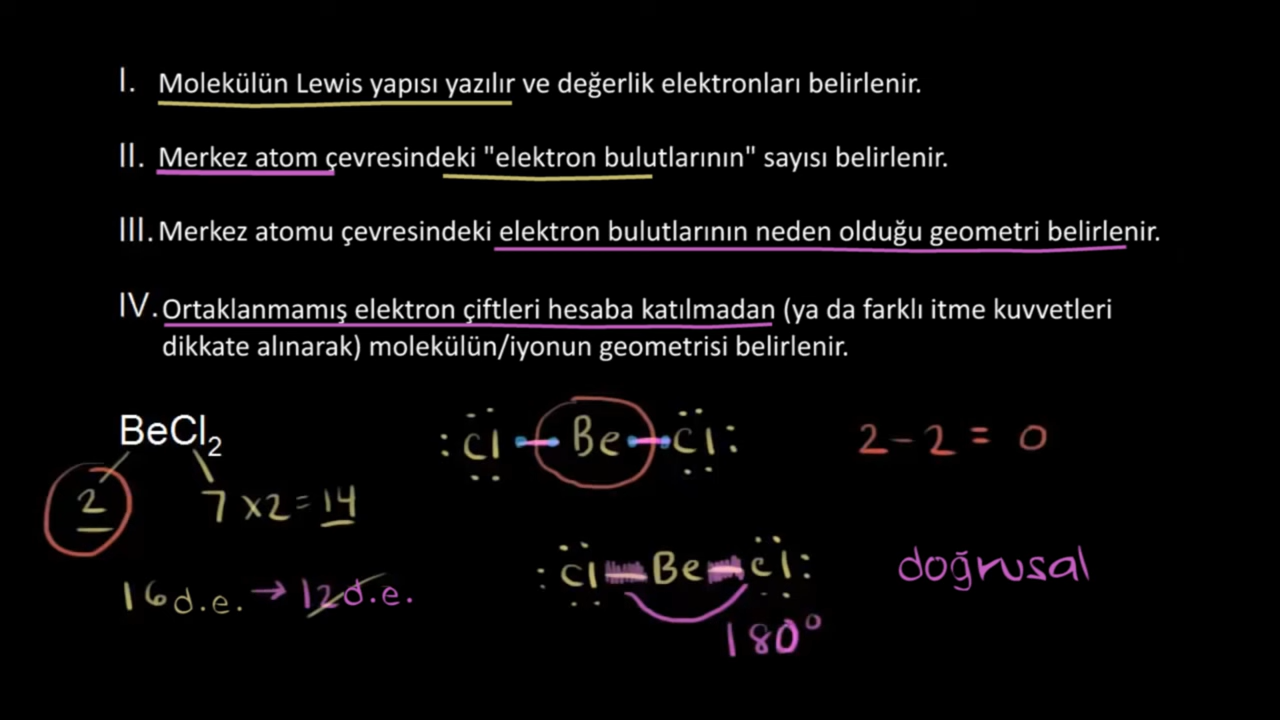 I. Molekülün Lewis yapısı yazılır ve değerlik elektronları belirlenir.
II. Merkez atom çevresindeki "elektron bulutlarının" sayısı belirlenir.
III. Merkez atomu çevresindeki elektron bulutlarının neden olduğu geometri belirlenir.
IV. Ortaklanmamış elektron çiftleri hesaba katılmadan (ya da farklı itme kuvvetleri
dikkate alınarak) molekülün/iyonun geometrisi belirlenir.
BeCl₂
:Cl Be Cl:
2-2=0
2
7x2=14
:Cl Be Cl:
doğrusal
16 d.e. → 12 d.e.
180°